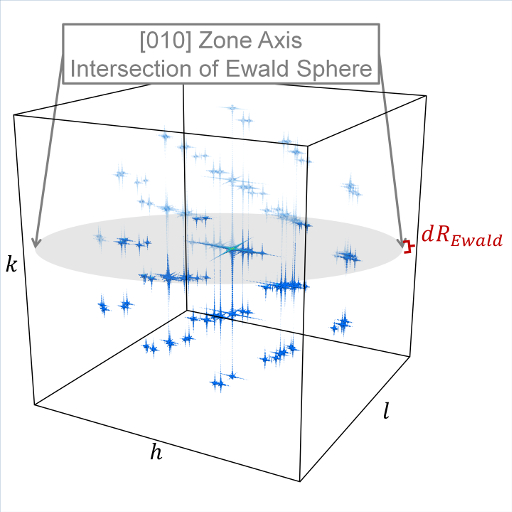 [010] Zone Axis
Intersection of Ewald Sphere
dR_Ewald
k
l
h